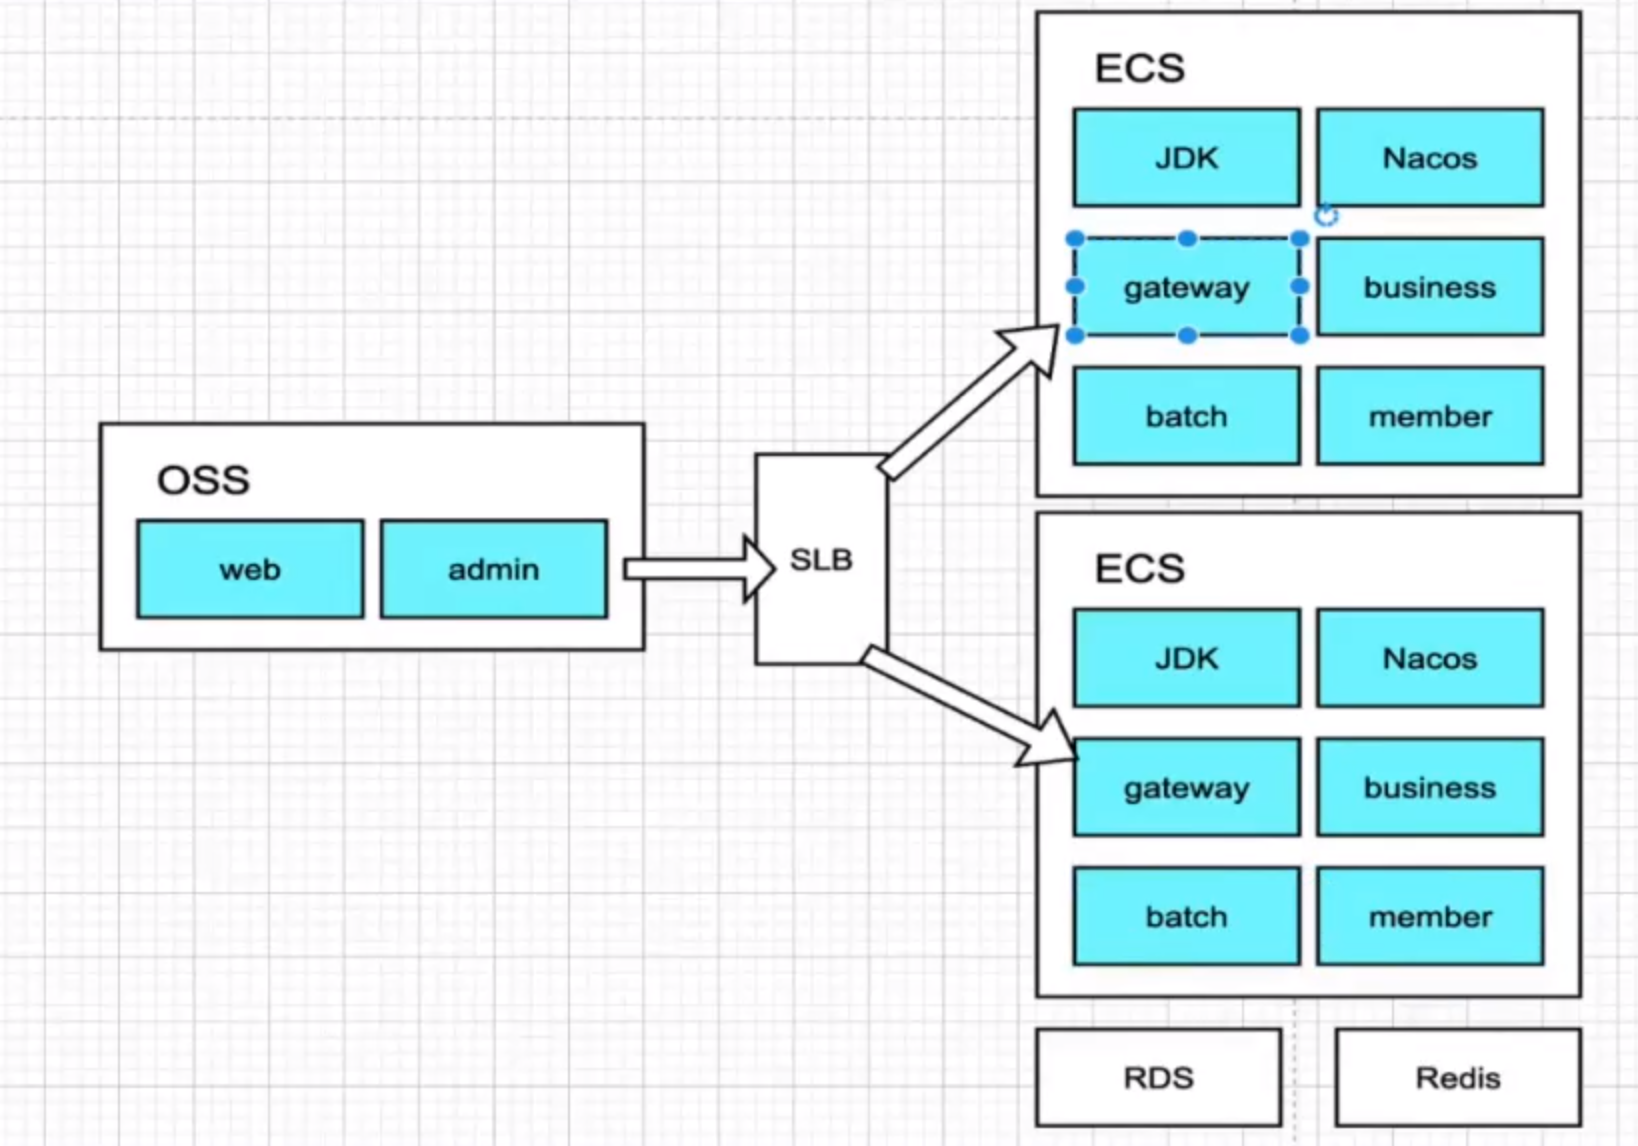 ECS
JDK
Nacos
gateway
business
batch
member
OSS
web
admin
SLB
ECS
JDK
Nacos
gateway
business
batch
member
RDS
Redis